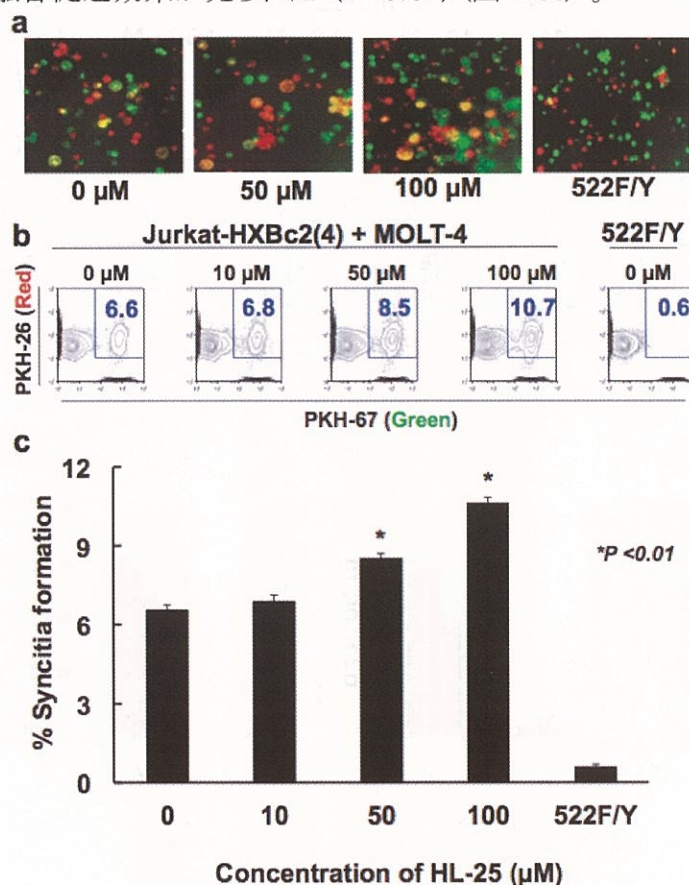 a
0 µM 50 µM 100 µM 522F/Y
b
Jurkat-HXBc2(4) + MOLT-4 522F/Y
0 µM 10 µM 50 µM 100 µM 0 µM
PKH-26 (Red)
6.6 6.8 8.5 10.7 0.6
PKH-67 (Green)
c
% Syncitia formation
12
9
6
3
0
* *
*P <0.01
0 10 50 100 522F/Y
Concentration of HL-25 (µM)